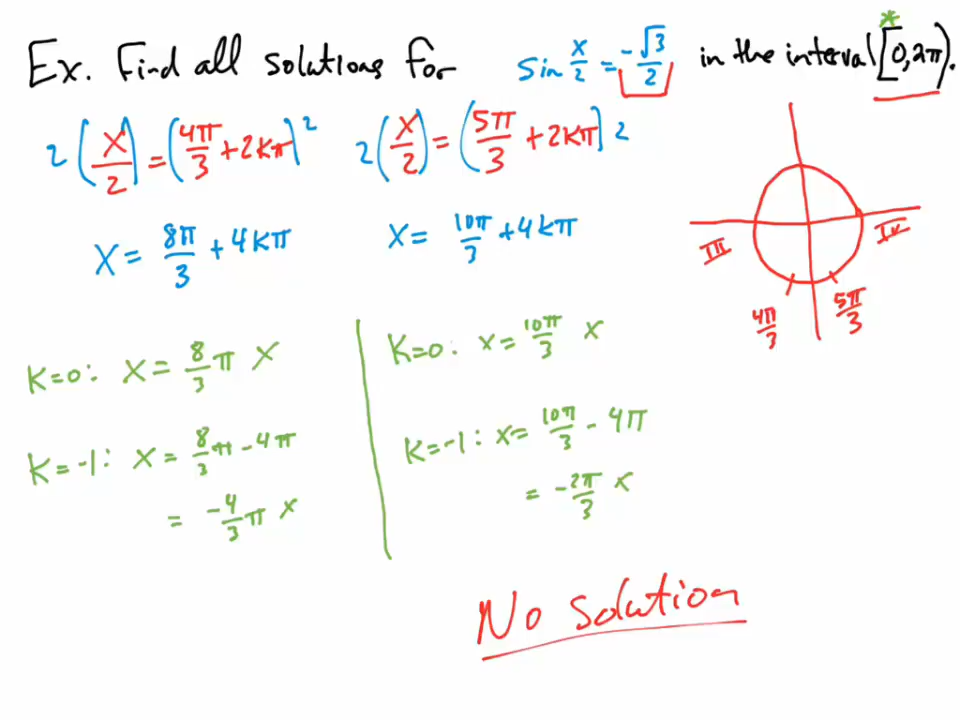 Ex. Find all solutions for sin x/2 = -√3/2 in the interval [0, 2π).
*
2(x/2) = (4π/3 + 2kπ)2
2(x/2) = (5π/3 + 2kπ)2
x = 8π/3 + 4kπ
x = 10π/3 + 4kπ
III
IV
4π/3
5π/3
K=0: x = 8/3 π x
K=-1: x = 8/3 π - 4π
= -4/3 π x
K=0: x = 10π/3 x
K=-1: x = 10π/3 - 4π
= -2π/3 x
No solution